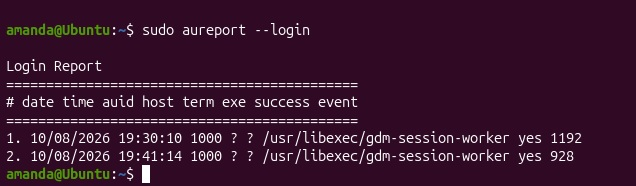 amanda@Ubuntu:~$ sudo aureport --login
Login Report
============================================
# date time auid host term exe success event
============================================
1. 10/08/2026 19:30:10 1000 ? ? /usr/libexec/gdm-session-worker yes 1192
2. 10/08/2026 19:41:14 1000 ? ? /usr/libexec/gdm-session-worker yes 928
amanda@Ubuntu:~$